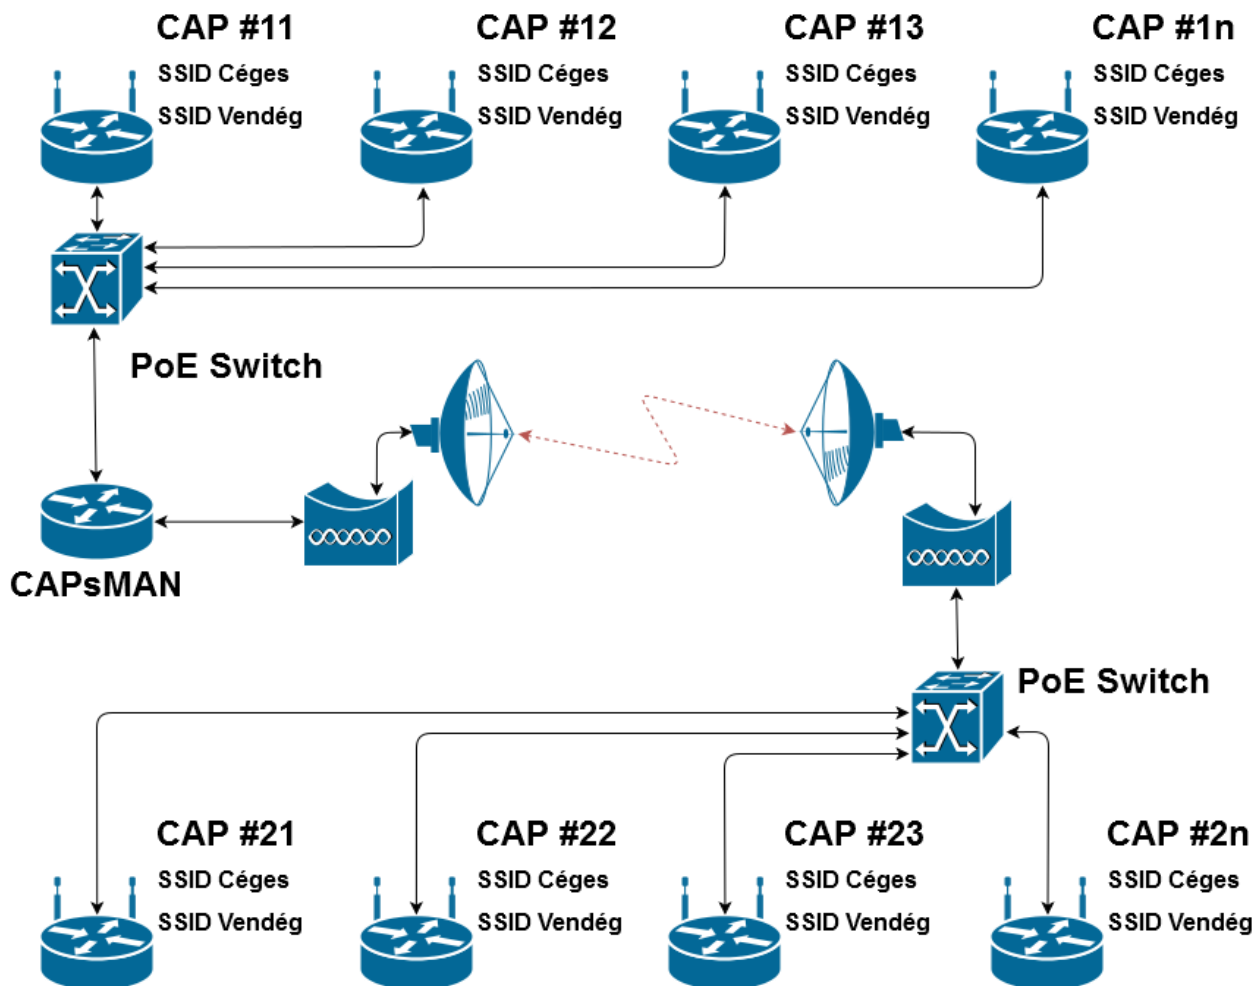 CAP #11
SSID Céges
SSID Vendég
CAP #12
SSID Céges
SSID Vendég
CAP #13
SSID Céges
SSID Vendég
CAP #1n
SSID Céges
SSID Vendég
PoE Switch
CAPsMAN
PoE Switch
CAP #21
SSID Céges
SSID Vendég
CAP #22
SSID Céges
SSID Vendég
CAP #23
SSID Céges
SSID Vendég
CAP #2n
SSID Céges
SSID Vendég